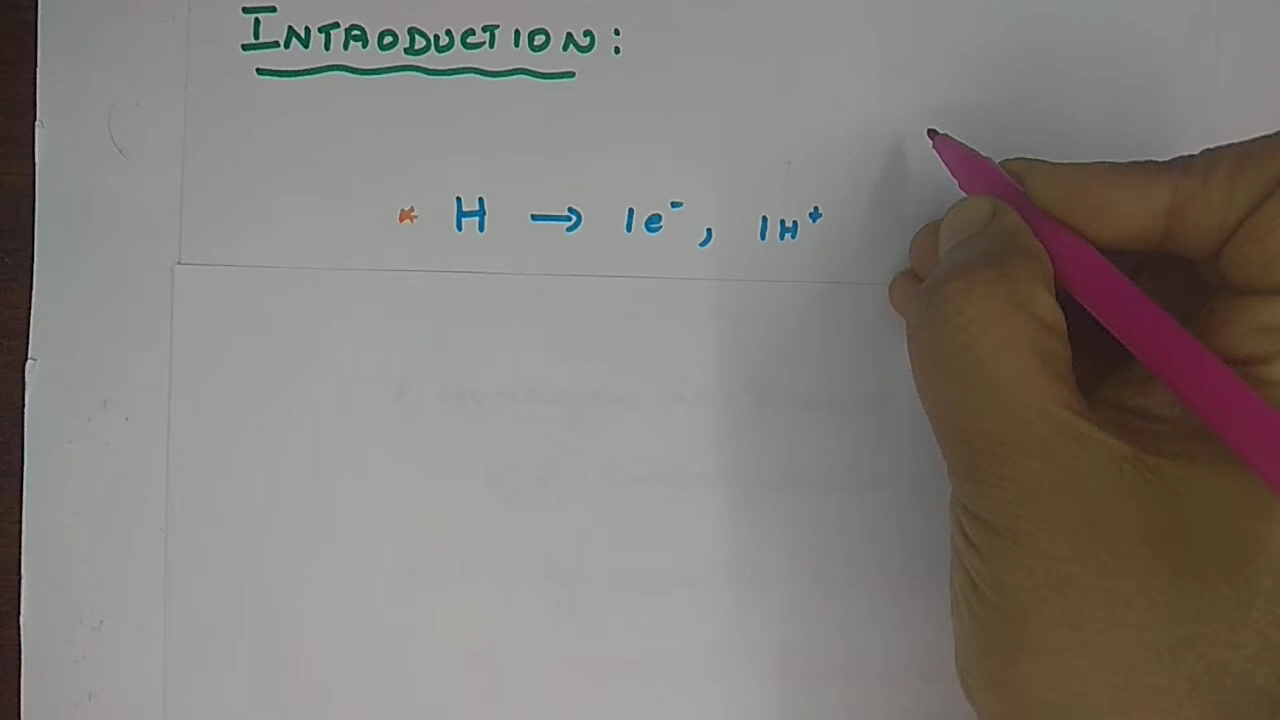 INTRODUCTION:
* H → 1e⁻, 1H⁺